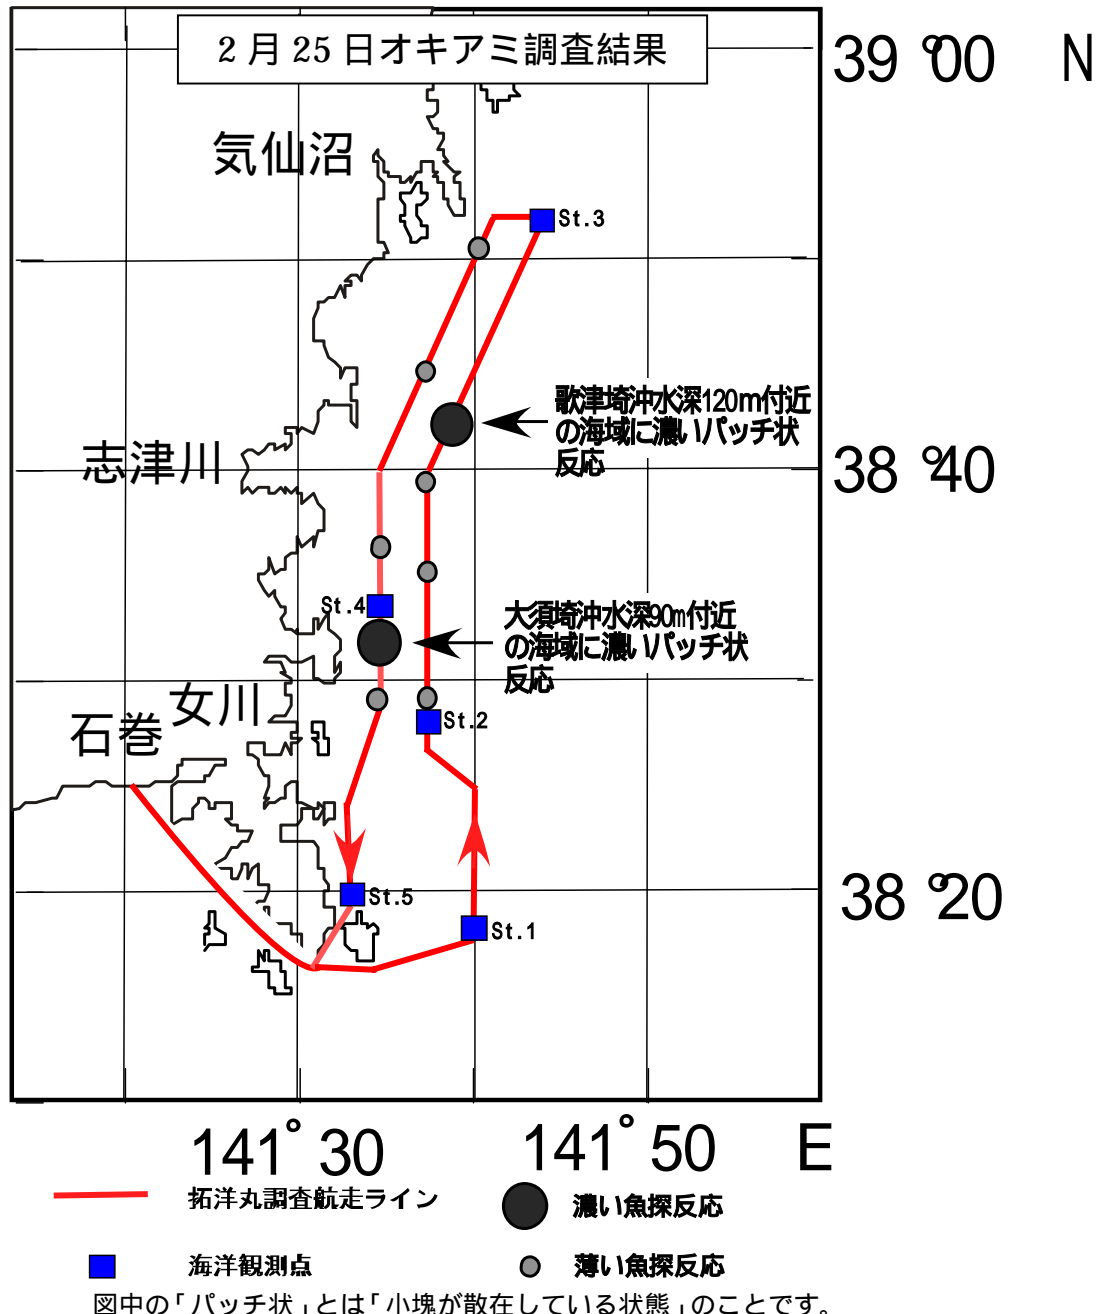 2月25日オキアミ調査結果
39°00 N
気仙沼
St.3
歌津埼沖水深120m付近
の海域に濃いパッチ状
反応
志津川
38°40
St.4
大須埼沖水深90m付近
の海域に濃いパッチ状
反応
女川
石巻
St.2
38°20
St.5
St.1
141°30
141°50 E
拓洋丸調査航走ライン
濃い魚探反応
海洋観測点
薄い魚探反応
図中の「パッチ状」とは「小塊が散在している状態」のことです。